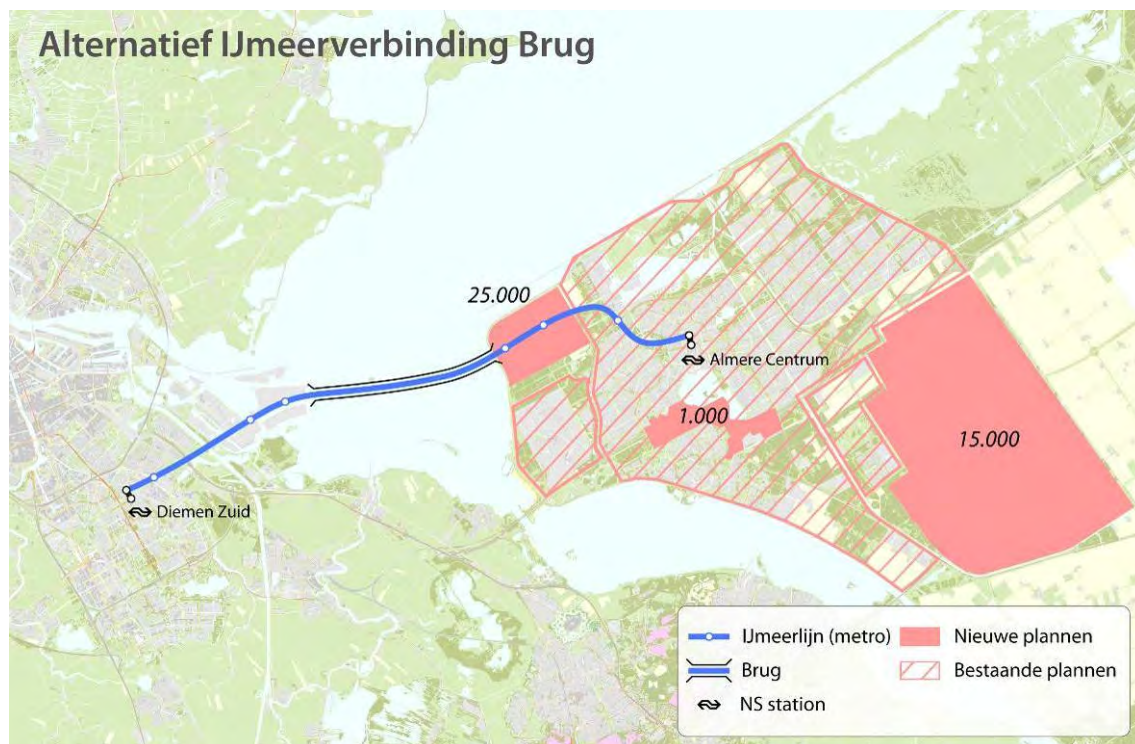 Alternatief IJmeerverbinding Brug
25.000
Almere Centrum
1.000
15.000
Diemen Zuid
IJmeerlijn (metro)
Nieuwe plannen
Brug
Bestaande plannen
NS station